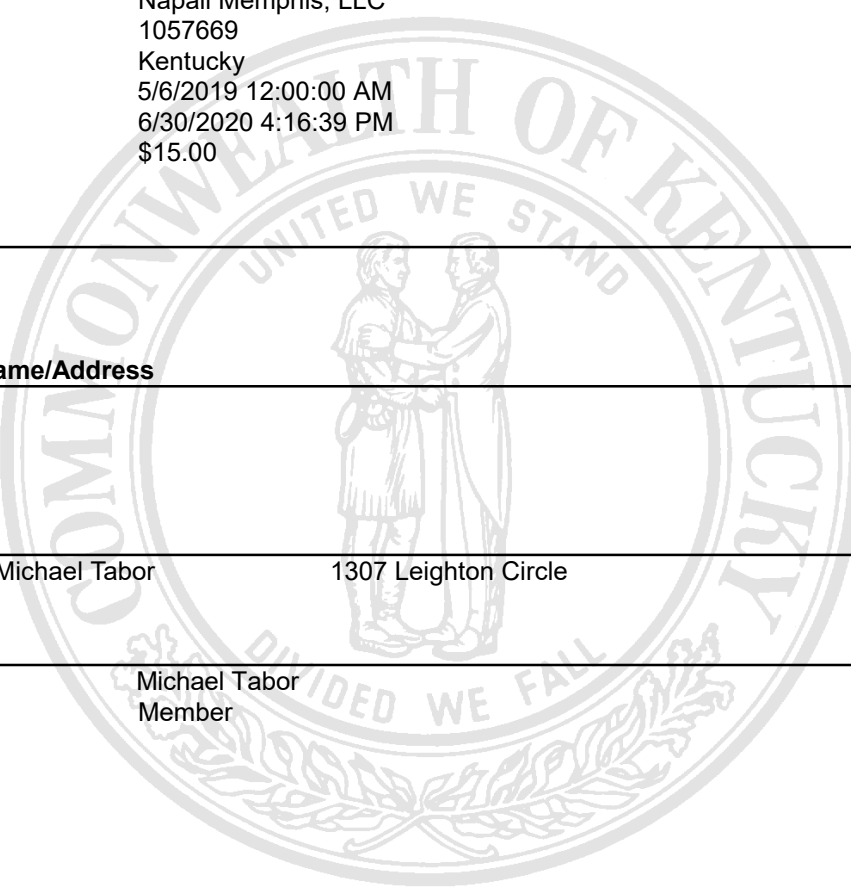 Napali Memphis, LLC
1057669
Kentucky
5/6/2019 12:00:00 AM
6/30/2020 4:16:39 PM
$15.00
COMMONWEALTH OF KENTUCKY
UNITED WE STAND
ame/Address
Michael Tabor 1307 Leighton Circle
DIVIDED WE FALL
Michael Tabor
Member